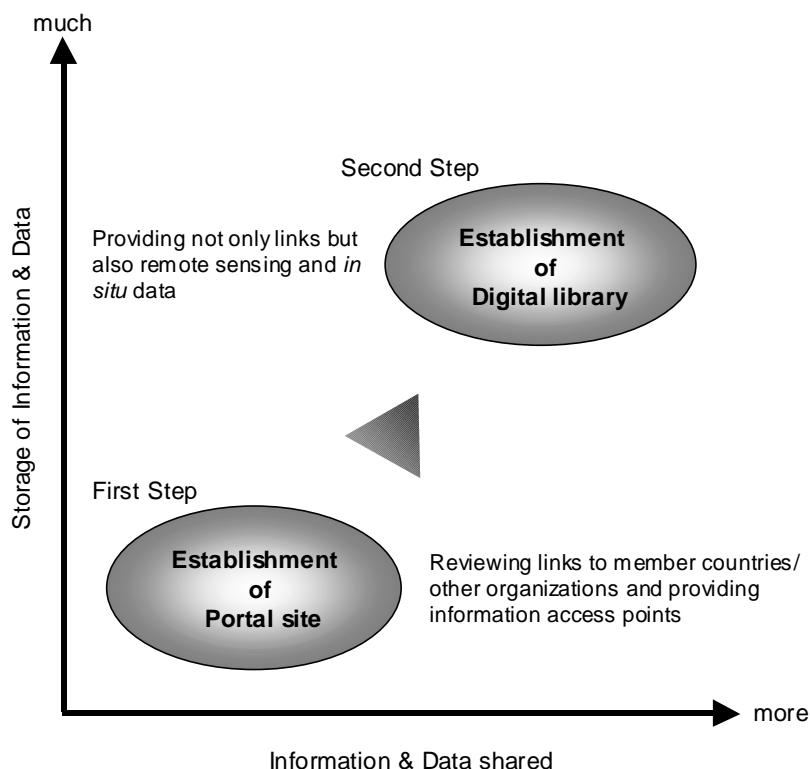 much
Second Step
Establishment
of
Digital library
Providing not only links but
also remote sensing and in
situ data
Storage of Information & Data
First Step
Establishment
of
Portal site
Reviewing links to member countries/
other organizations and providing
information access points
more
Information & Data shared